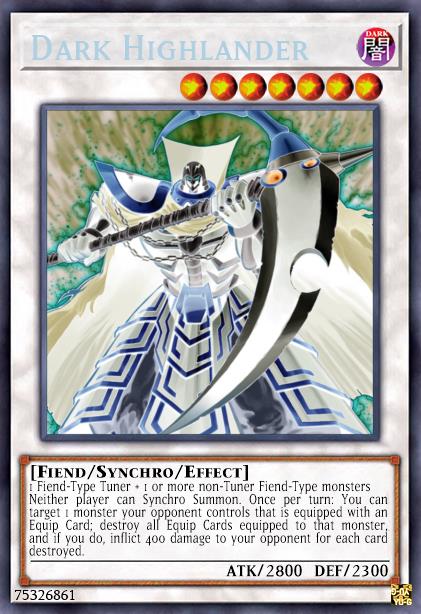 DARK HIGHLANDER
DARK
闇
[FIEND/SYNCHRO/EFFECT]
1 Fiend-Type Tuner + 1 or more non-Tuner Fiend-Type monsters
Neither player can Synchro Summon. Once per turn: You can
target 1 monster your opponent controls that is equipped with an
Equip Card; destroy all Equip Cards equipped to that monster,
and if you do, inflict 400 damage to your opponent for each card
destroyed.
ATK/2800 DEF/2300
75326861